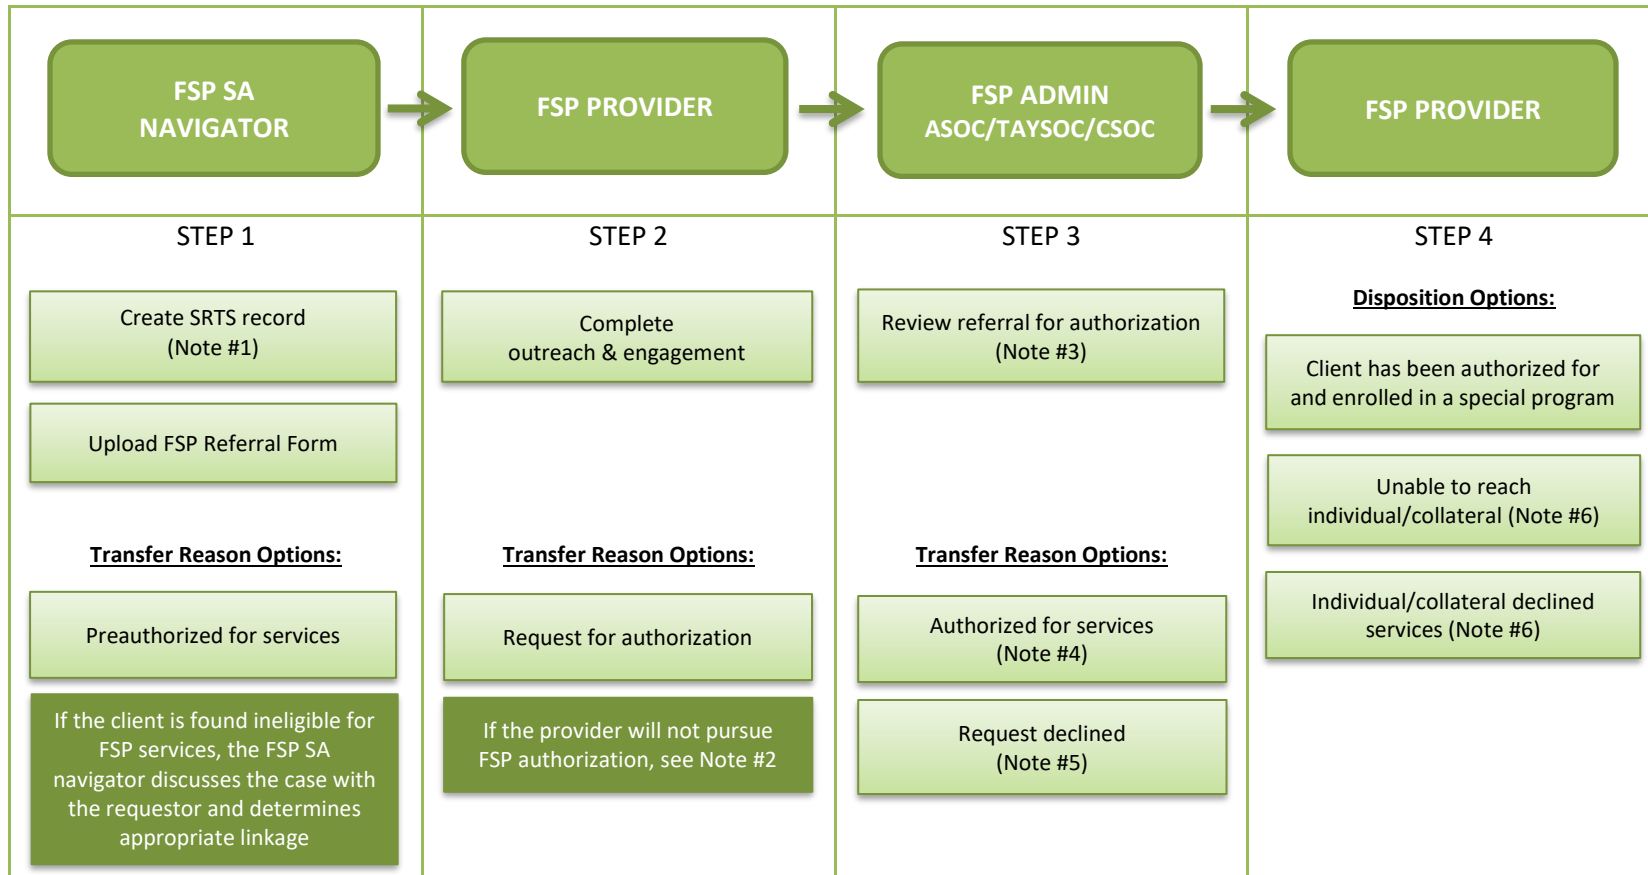 FSP SA
NAVIGATOR
FSP PROVIDER
FSP ADMIN
ASOC/TAYSOC/CSOC
FSP PROVIDER
STEP 1
Create SRTS record
(Note #1)
Upload FSP Referral Form
Transfer Reason Options:
Preauthorized for services
If the client is found ineligible for
FSP services, the FSP SA
navigator discusses the case with
the requestor and determines
appropriate linkage
STEP 2
Complete
outreach & engagement
Transfer Reason Options:
Request for authorization
If the provider will not pursue
FSP authorization, see Note #2
STEP 3
Review referral for authorization
(Note #3)
Transfer Reason Options:
Authorized for services
(Note #4)
Request declined
(Note #5)
STEP 4
Disposition Options:
Client has been authorized for
and enrolled in a special program
Unable to reach
individual/collateral (Note #6)
Individual/collateral declined
services (Note #6)